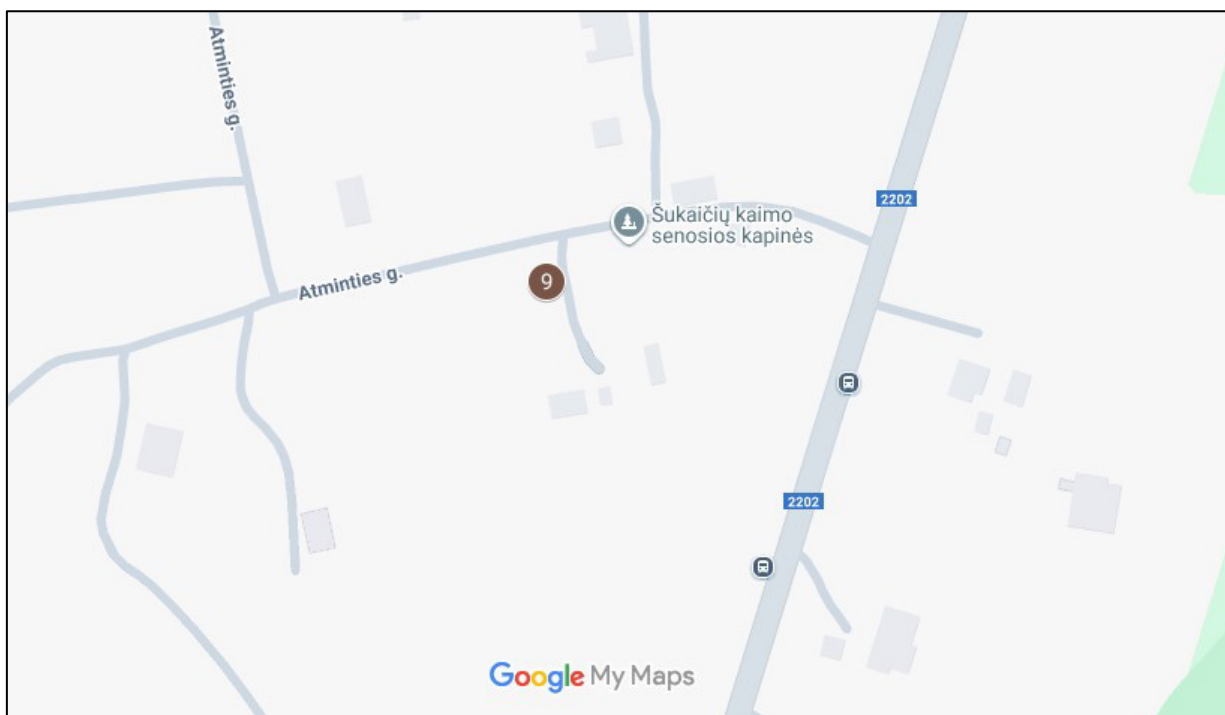 Atminties g.
2202
Šukaičių kaimo
senosios kapinės
Atminties g.
9
2202
Google My Maps